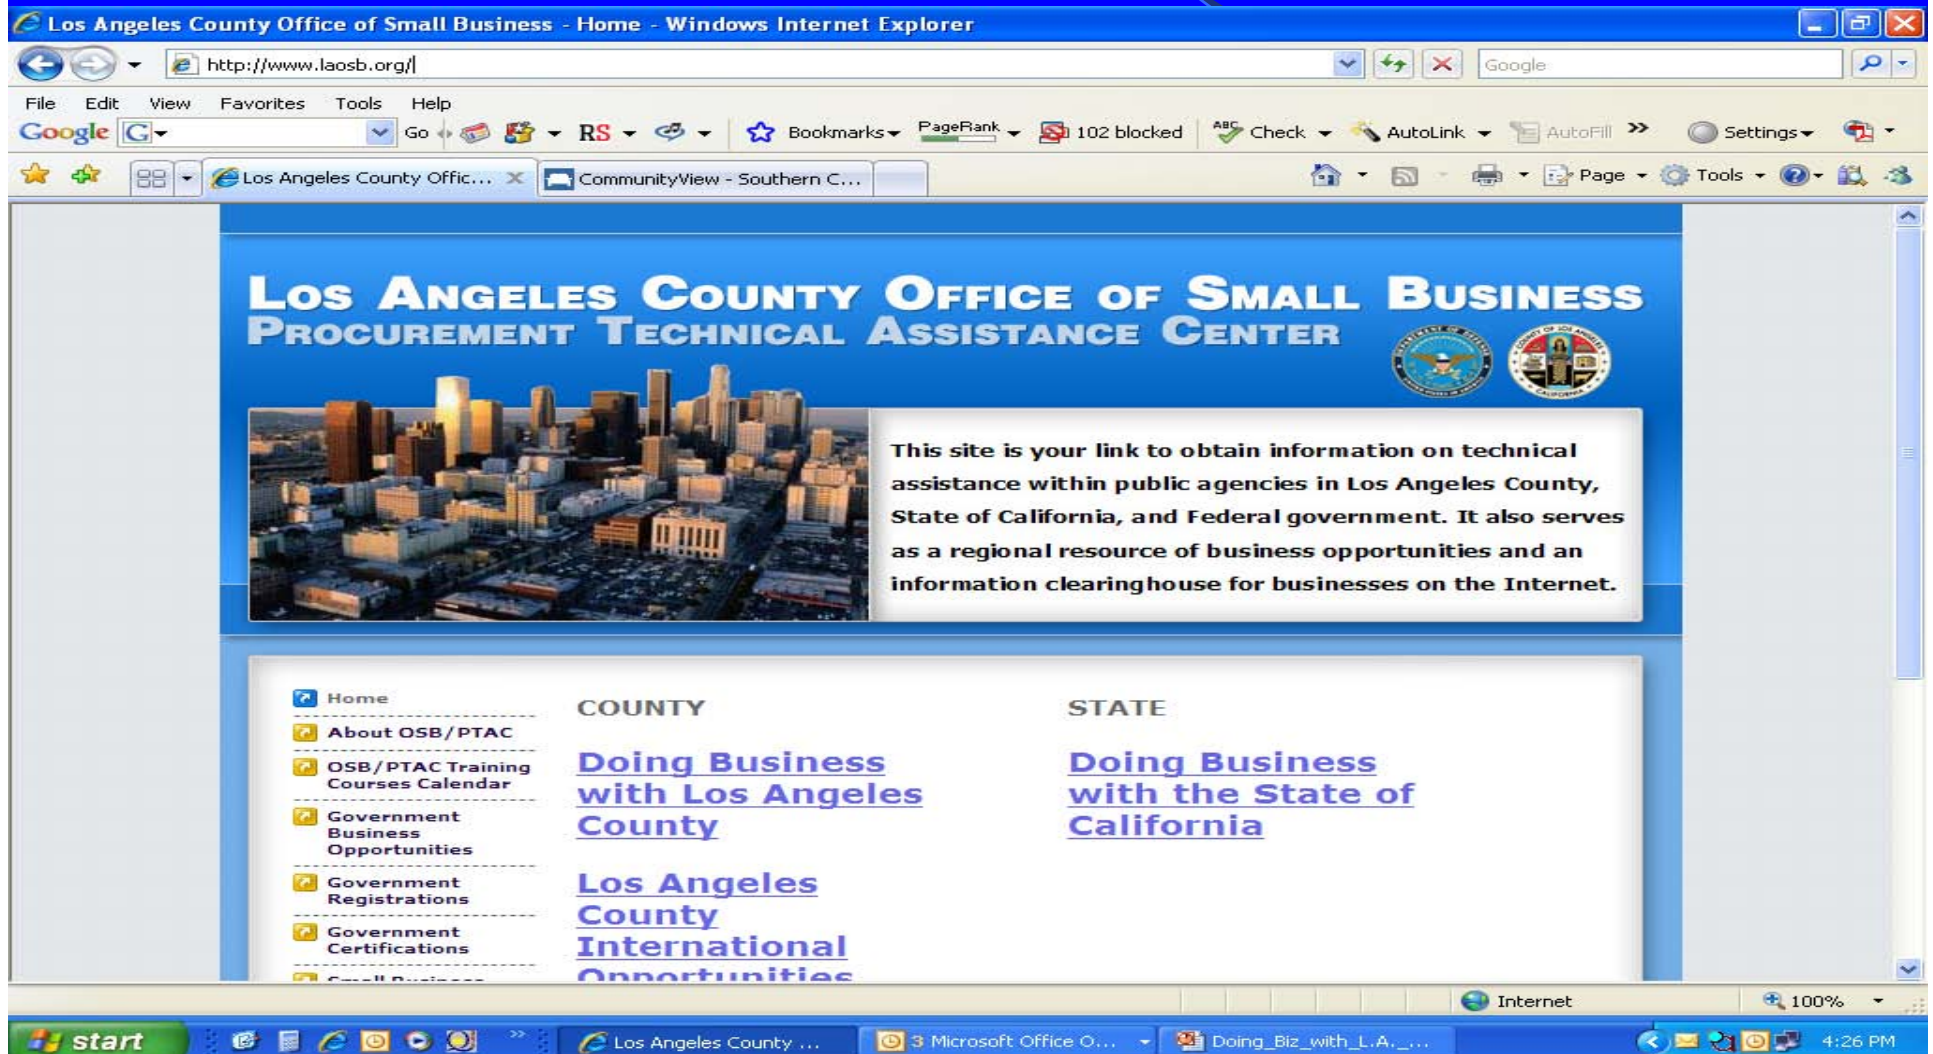 Los Angeles County Office of Small Business - Home - Windows Internet Explorer
http://www.laosb.org/
Google
File Edit View Favorites Tools Help
Google G Go RS Bookmarks PageRank 102 blocked ABC Check AutoLink AutoFill >> Settings
Los Angeles County Offic... CommunityView - Southern C...
Page Tools
LOS ANGELES COUNTY OFFICE OF SMALL BUSINESS
PROCUREMENT TECHNICAL ASSISTANCE CENTER
This site is your link to obtain information on technical
assistance within public agencies in Los Angeles County,
State of California, and Federal government. It also serves
as a regional resource of business opportunities and an
information clearinghouse for businesses on the Internet.
Home
About OSB/PTAC
OSB/PTAC Training
Courses Calendar
Government
Business
Opportunities
Government
Registrations
Government
Certifications
Small Business
COUNTY
Doing Business
with Los Angeles
County
Los Angeles
County
International
Opportunities
STATE
Doing Business
with the State of
California
Internet 100%
start Los Angeles County ... 3 Microsoft Office O... Doing_Biz_with_L.A._... 4:26 PM